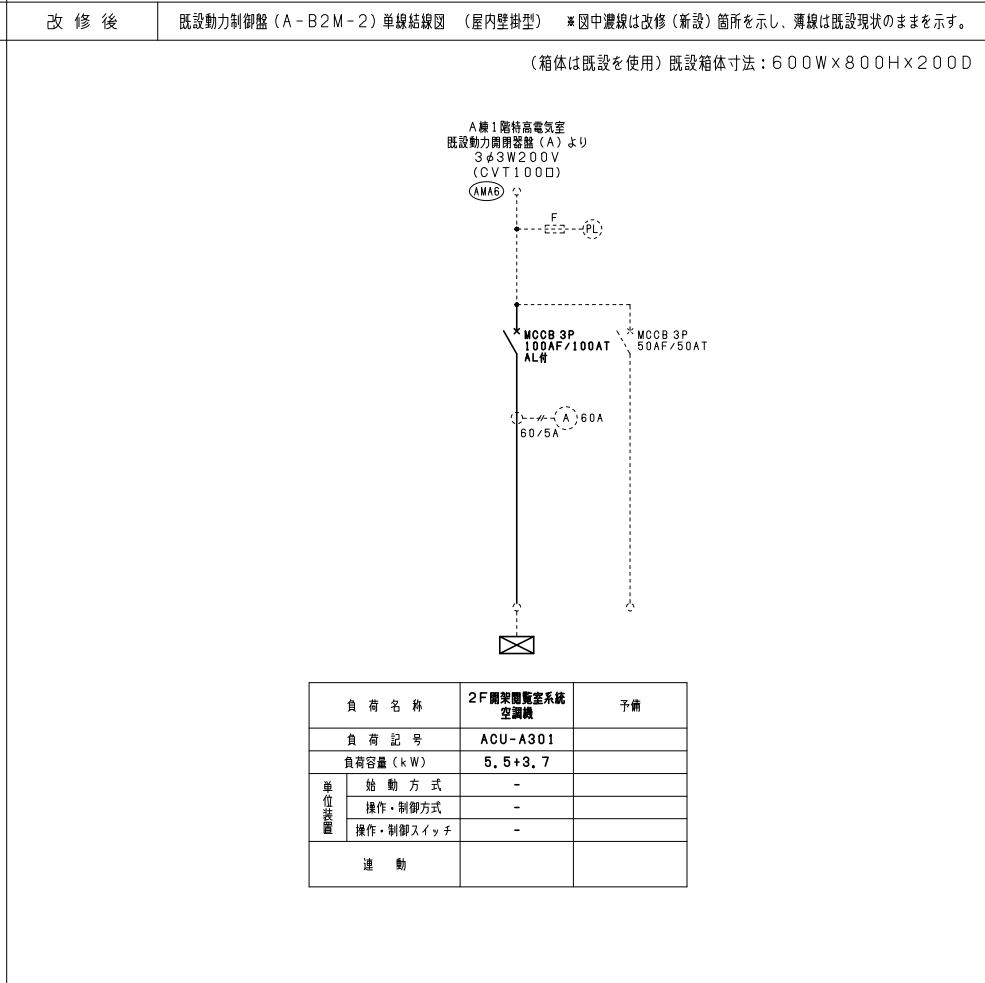 改修後
既設動力制御盤（A-B2M-2）単線結線図　（屋内壁掛型）　＊図中濃線は改修（新設）箇所を示し、薄線は既設現状のままを示す。
（箱体は既設を使用）既設箱体寸法：600W×800H×200D
A棟1階特高電気室
既設動力開閉器盤（A）より
3φ3W200V
(CVT100□)
AMA6
F
PL
MCCB 3P
100AF/100AT
AL付
MCCB 3P
50AF/50AT
A 60A
60/5A
負荷名称 2F開架閲覧室系統空調機 予備
負荷記号 ACU-A301
負荷容量（kW） 5.5+3.7
単位装置
始動方式 -
操作・制御方式 -
操作・制御スイッチ -
連動